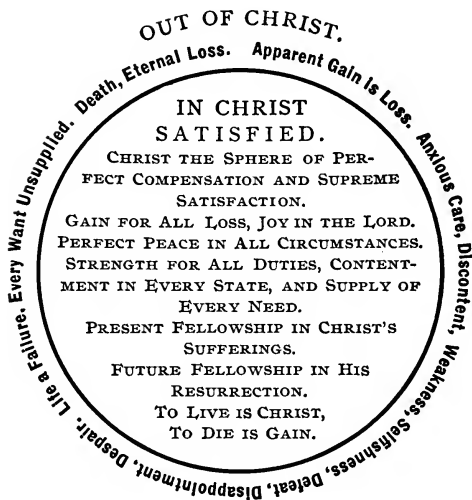 OUT OF CHRIST.
Apparent Gain is Loss. Anxious Care, Discontent, Weakness, Selfishness, Defeat, Disappointment, Despair. Life a Failure. Every Want Unsupplied. Death, Eternal Loss.
IN CHRIST
SATISFIED.
CHRIST THE SPHERE OF PER-
FECT COMPENSATION AND SUPREME
SATISFACTION.
GAIN FOR ALL LOSS, JOY IN THE LORD.
PERFECT PEACE IN ALL CIRCUMSTANCES.
STRENGTH FOR ALL DUTIES, CONTENT-
MENT IN EVERY STATE, AND SUPPLY OF
EVERY NEED.
PRESENT FELLOWSHIP IN CHRIST'S
SUFFERINGS.
FUTURE FELLOWSHIP IN HIS
RESURRECTION.
TO LIVE IS CHRIST,
TO DIE IS GAIN.